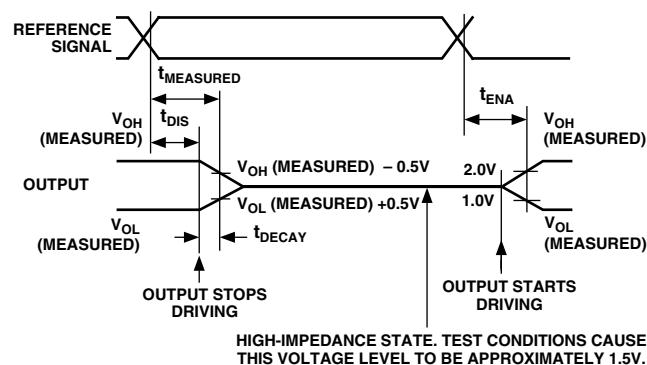 REFERENCE
SIGNAL
tMEASURED
tENA
VOH
(MEASURED)
tDIS
VOH
(MEASURED)
VOH (MEASURED) – 0.5V
2.0V
OUTPUT
VOL (MEASURED) +0.5V
1.0V
VOL
(MEASURED)
tDECAY
VOL
(MEASURED)
OUTPUT STOPS
DRIVING
OUTPUT STARTS
DRIVING
HIGH-IMPEDANCE STATE. TEST CONDITIONS CAUSE
THIS VOLTAGE LEVEL TO BE APPROXIMATELY 1.5V.